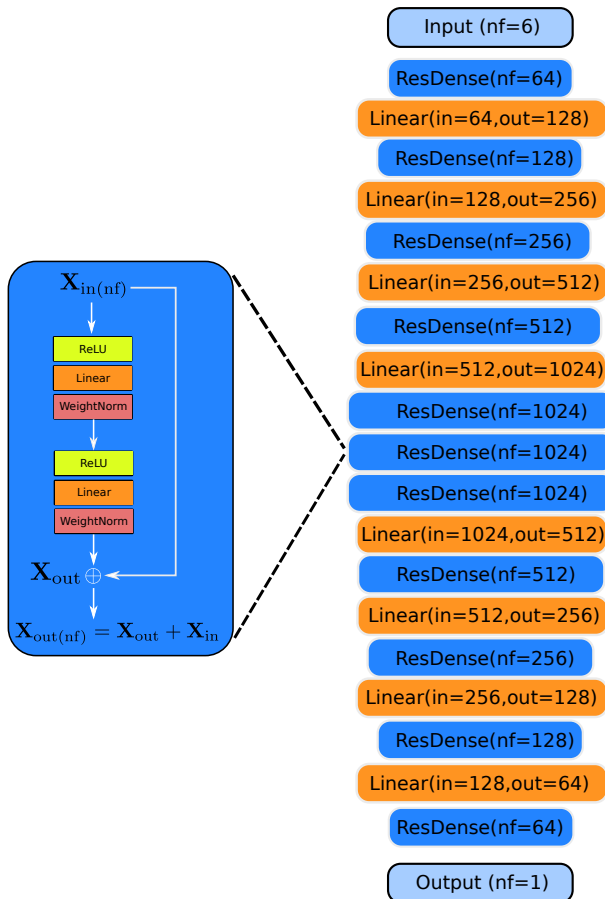 Input (nf=6)
ResDense(nf=64)
Linear(in=64,out=128)
ResDense(nf=128)
Linear(in=128,out=256)
ResDense(nf=256)
Linear(in=256,out=512)
ResDense(nf=512)
Linear(in=512,out=1024)
ResDense(nf=1024)
ResDense(nf=1024)
ResDense(nf=1024)
Linear(in=1024,out=512)
ResDense(nf=512)
Linear(in=512,out=256)
ResDense(nf=256)
Linear(in=256,out=128)
ResDense(nf=128)
Linear(in=128,out=64)
ResDense(nf=64)
Output (nf=1)
X_in(nf)
ReLU
Linear
WeightNorm
ReLU
Linear
WeightNorm
X_out ⊕
X_out(nf) = X_out + X_in